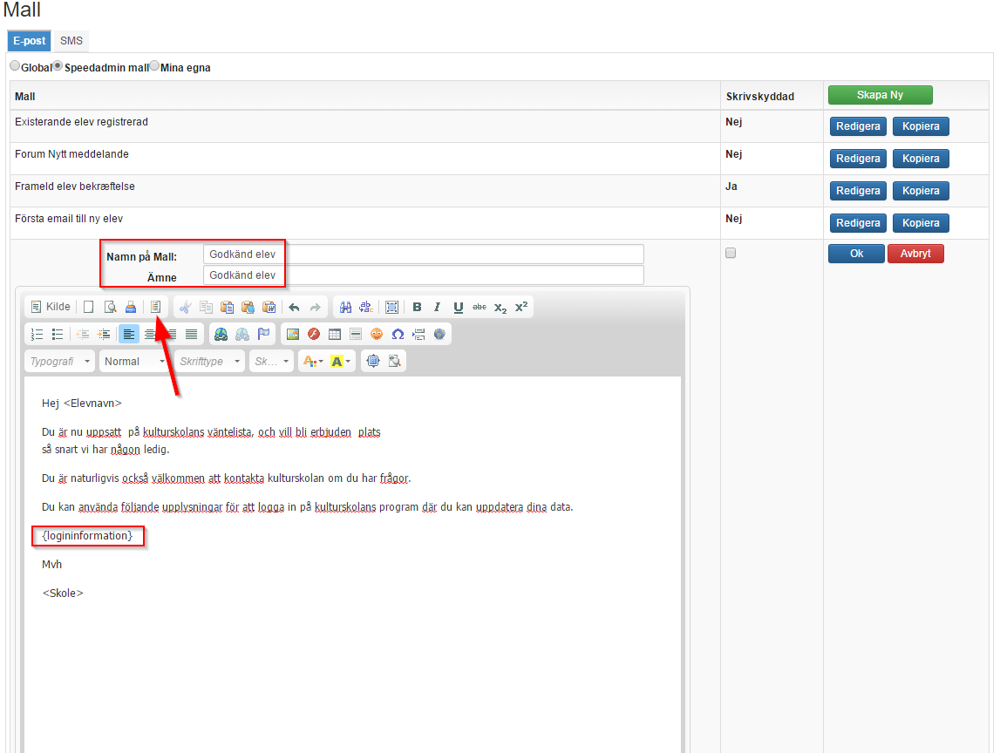 Mall
E-post SMS
Global Speedadmin mall Mina egna
Mall Skrivskyddad Skapa Ny
Existerande elev registrerad Nej Redigera Kopiera
Forum Nytt meddelande Nej Redigera Kopiera
Frameld elev bekræftelse Ja Redigera Kopiera
Första email till ny elev Nej Redigera Kopiera
Namn på Mall: Godkänd elev Ok Avbryt
Ämne Godkänd elev
Kilde
B I U abc x2 x2
Typografi Normal Skrifttype Sk... A A
Hej <Elevnavn>
Du är nu uppsatt på kulturskolans väntelista, och vill bli erbjuden plats
så snart vi har någon ledig.
Du är naturligvis också välkommen att kontakta kulturskolan om du har frågor.
Du kan använda följande upplysningar för att logga in på kulturskolans program där du kan uppdatera dina data.
{logininformation}
Mvh
<Skole>